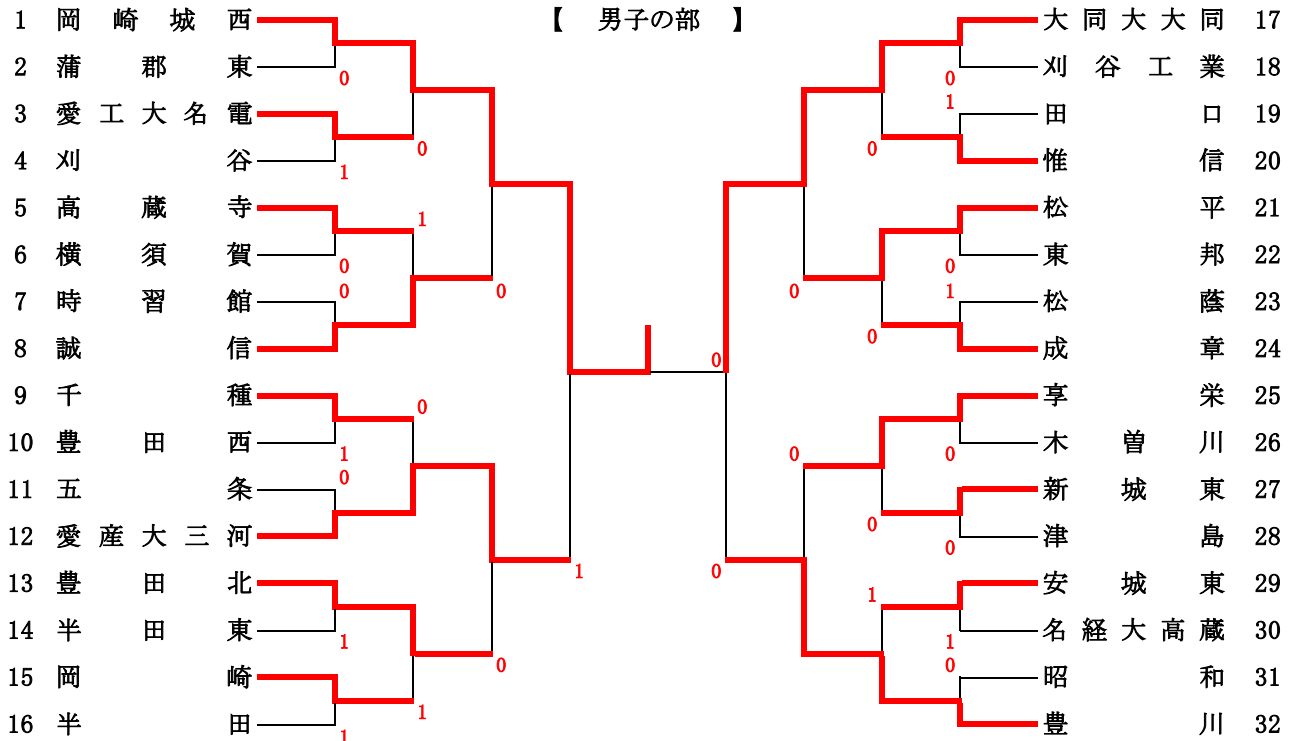 【 男子の部 】
1 岡崎城西
0
2 蒲郡東
3 愛工大名電
0
4 刈谷
1
5 高蔵寺
1
6 横須賀
0
0
7 時習館
0
8 誠信
9 千種
0
10 豊田西
1
0
11 五条
12 愛産大三河
1
13 豊田北
14 半田東
1
0
15 岡崎
1
16 半田
1
大同大大同 17
刈谷工業 18
0
1
田口 19
0
惟信 20
松平 21
東邦 22
0
0
1
松蔭 23
0
成章 24
0
享栄 25
木曽川 26
0
0
新城東 27
0
津島 28
0
0
安城東 29
1
名経大高蔵 30
1
0
昭和 31
豊川 32